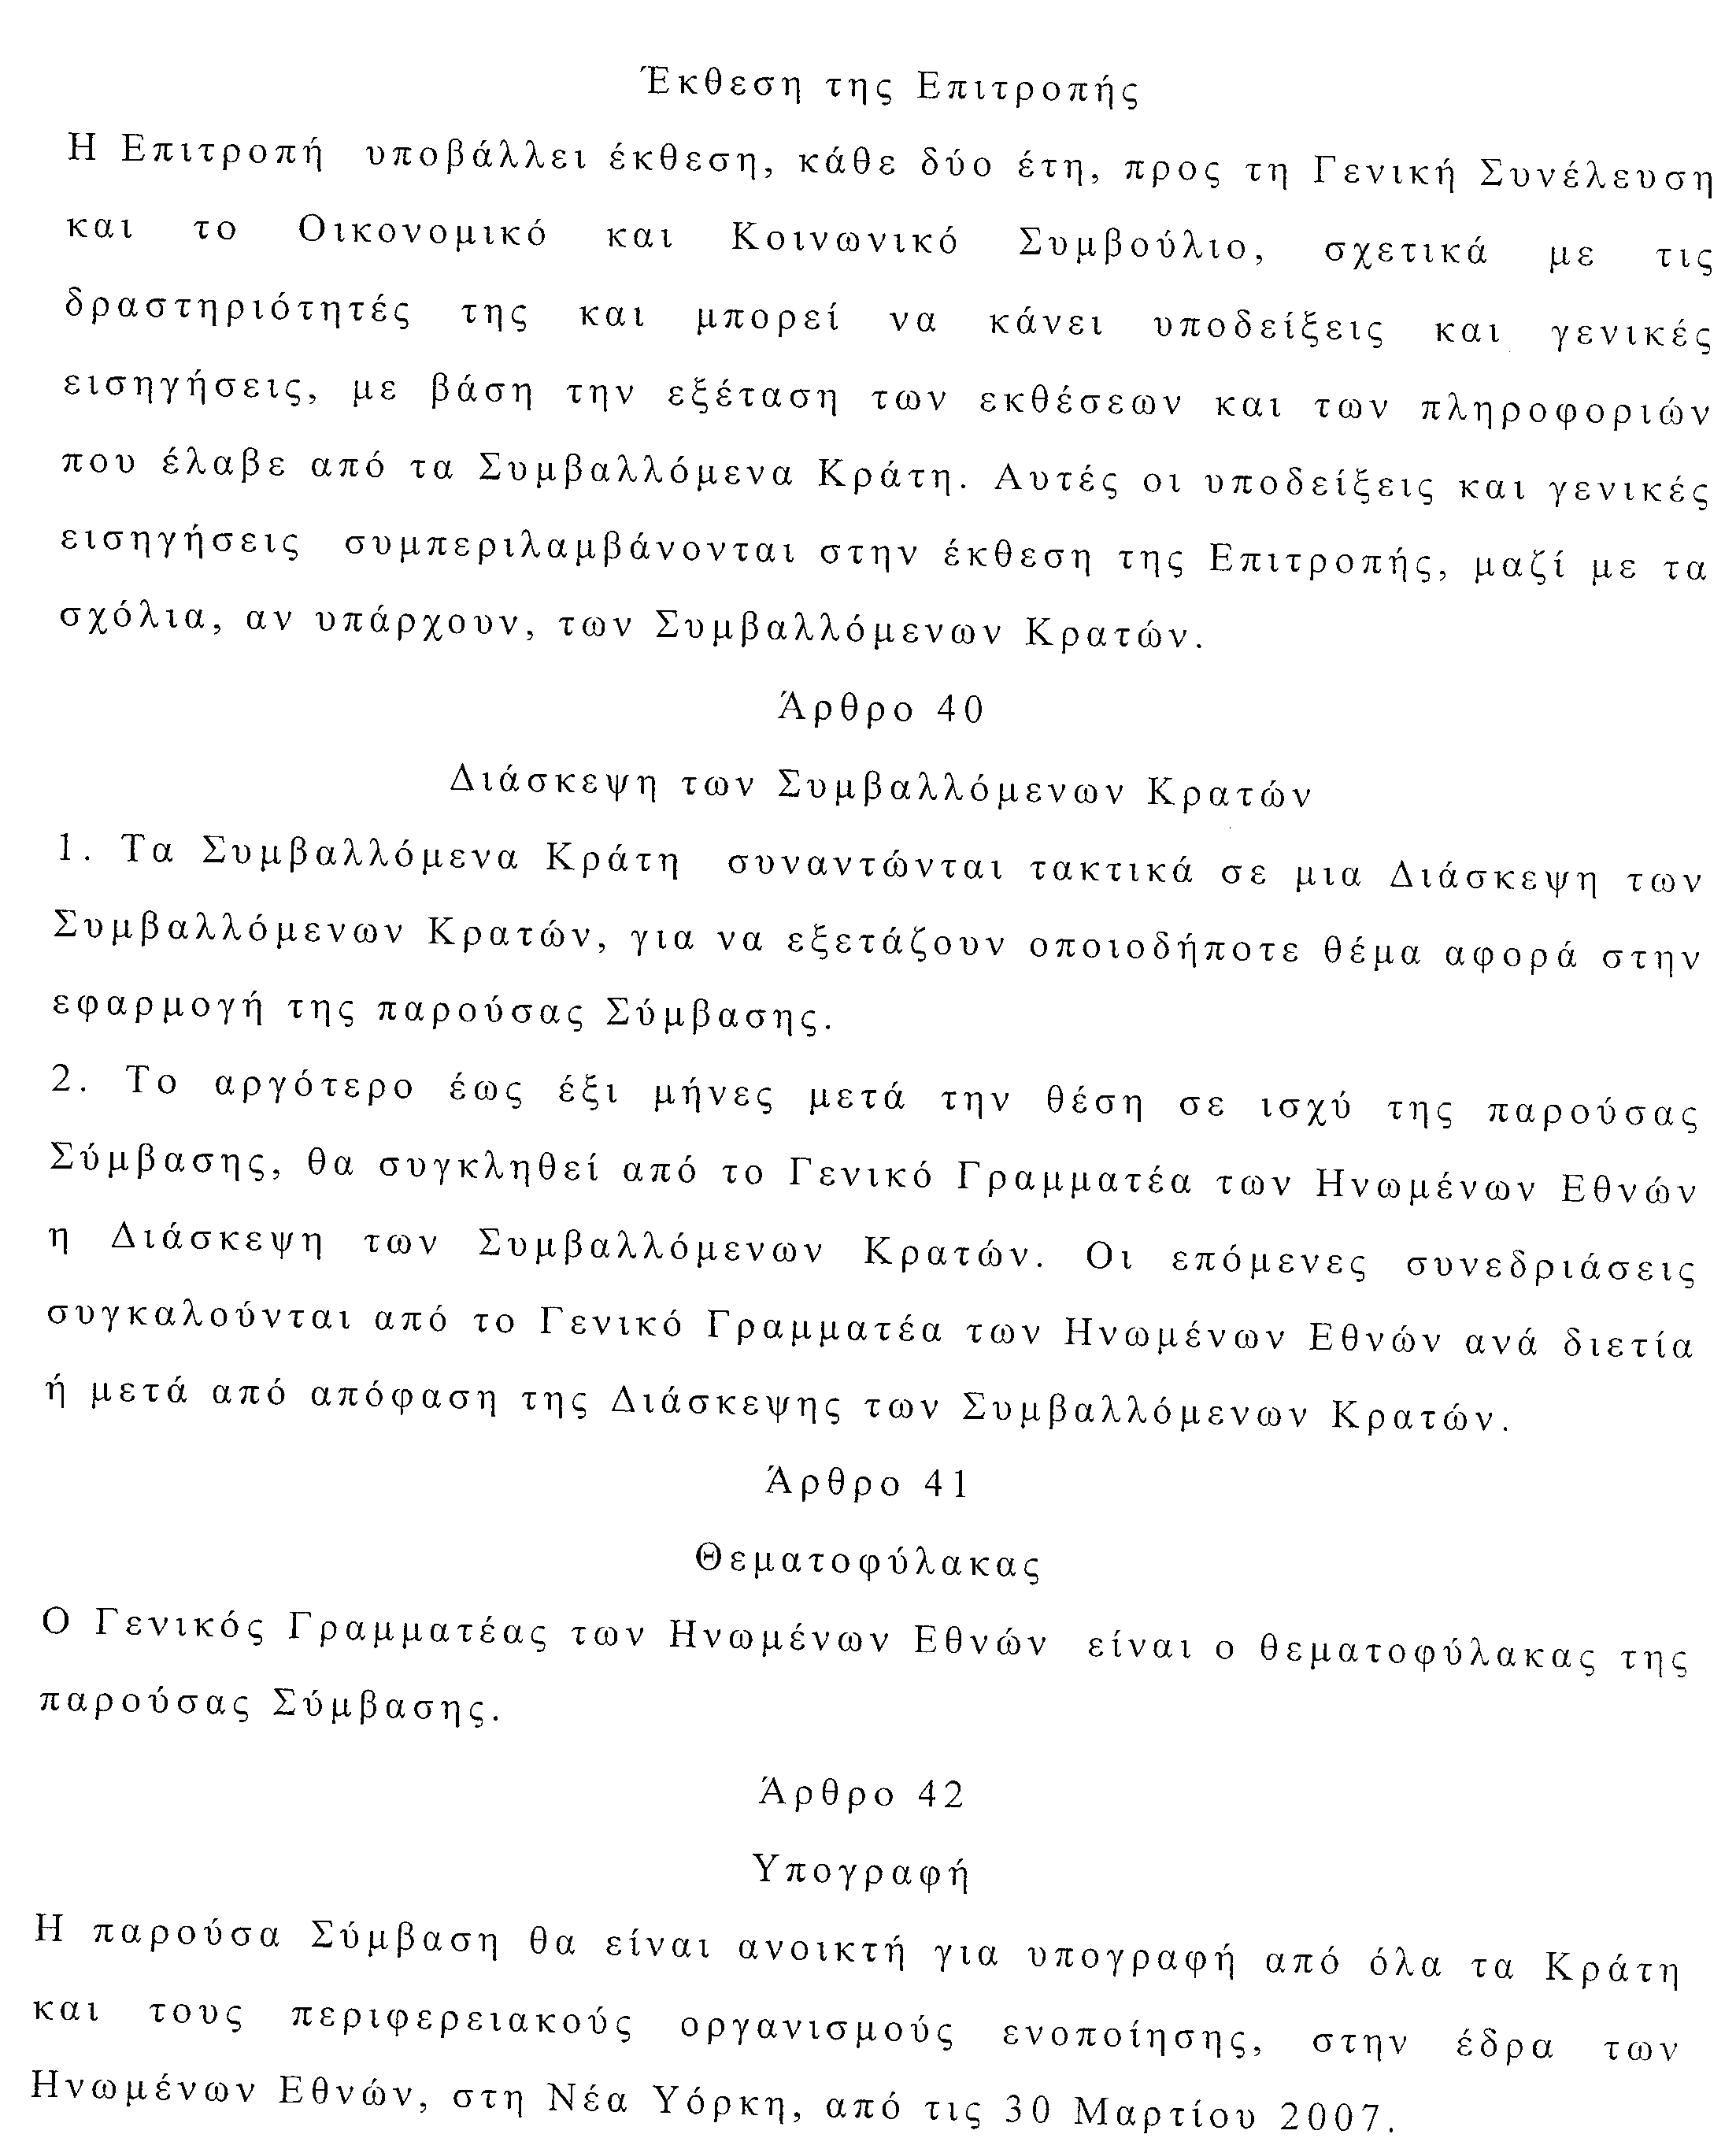 Έκθεση της Επιτροπής
Η Επιτροπή υποβάλλει έκθεση, κάθε δύο έτη, προς τη Γενική Συνέλευση
και το Οικονομικό και Κοινωνικό Συμβούλιο, σχετικά με τις
δραστηριότητές της και μπορεί να κάνει υποδείξεις και γενικές
εισηγήσεις, με βάση την εξέταση των εκθέσεων και των πληροφοριών
που έλαβε από τα Συμβαλλόμενα Κράτη. Αυτές οι υποδείξεις και γενικές
εισηγήσεις συμπεριλαμβάνονται στην έκθεση της Επιτροπής, μαζί με τα
σχόλια, αν υπάρχουν, των Συμβαλλόμενων Κρατών.
Άρθρο 40
Διάσκεψη των Συμβαλλόμενων Κρατών
1. Τα Συμβαλλόμενα Κράτη συναντώνται τακτικά σε μια Διάσκεψη των
Συμβαλλόμενων Κρατών, για να εξετάζουν οποιοδήποτε θέμα αφορά στην
εφαρμογή της παρούσας Σύμβασης.
2. Το αργότερο έως έξι μήνες μετά την θέση σε ισχύ της παρούσας
Σύμβασης, θα συγκληθεί από το Γενικό Γραμματέα των Ηνωμένων Εθνών
η Διάσκεψη των Συμβαλλόμενων Κρατών. Οι επόμενες συνεδριάσεις
συγκαλούνται από το Γενικό Γραμματέα των Ηνωμένων Εθνών ανά διετία
ή μετά από απόφαση της Διάσκεψης των Συμβαλλόμενων Κρατών.
Άρθρο 41
Θεματοφύλακας
Ο Γενικός Γραμματέας των Ηνωμένων Εθνών είναι ο θεματοφύλακας της
παρούσας Σύμβασης.
Άρθρο 42
Υπογραφή
Η παρούσα Σύμβαση θα είναι ανοικτή για υπογραφή από όλα τα Κράτη
και τους περιφερειακούς οργανισμούς ενοποίησης, στην έδρα των
Ηνωμένων Εθνών, στη Νέα Υόρκη, από τις 30 Μαρτίου 2007.